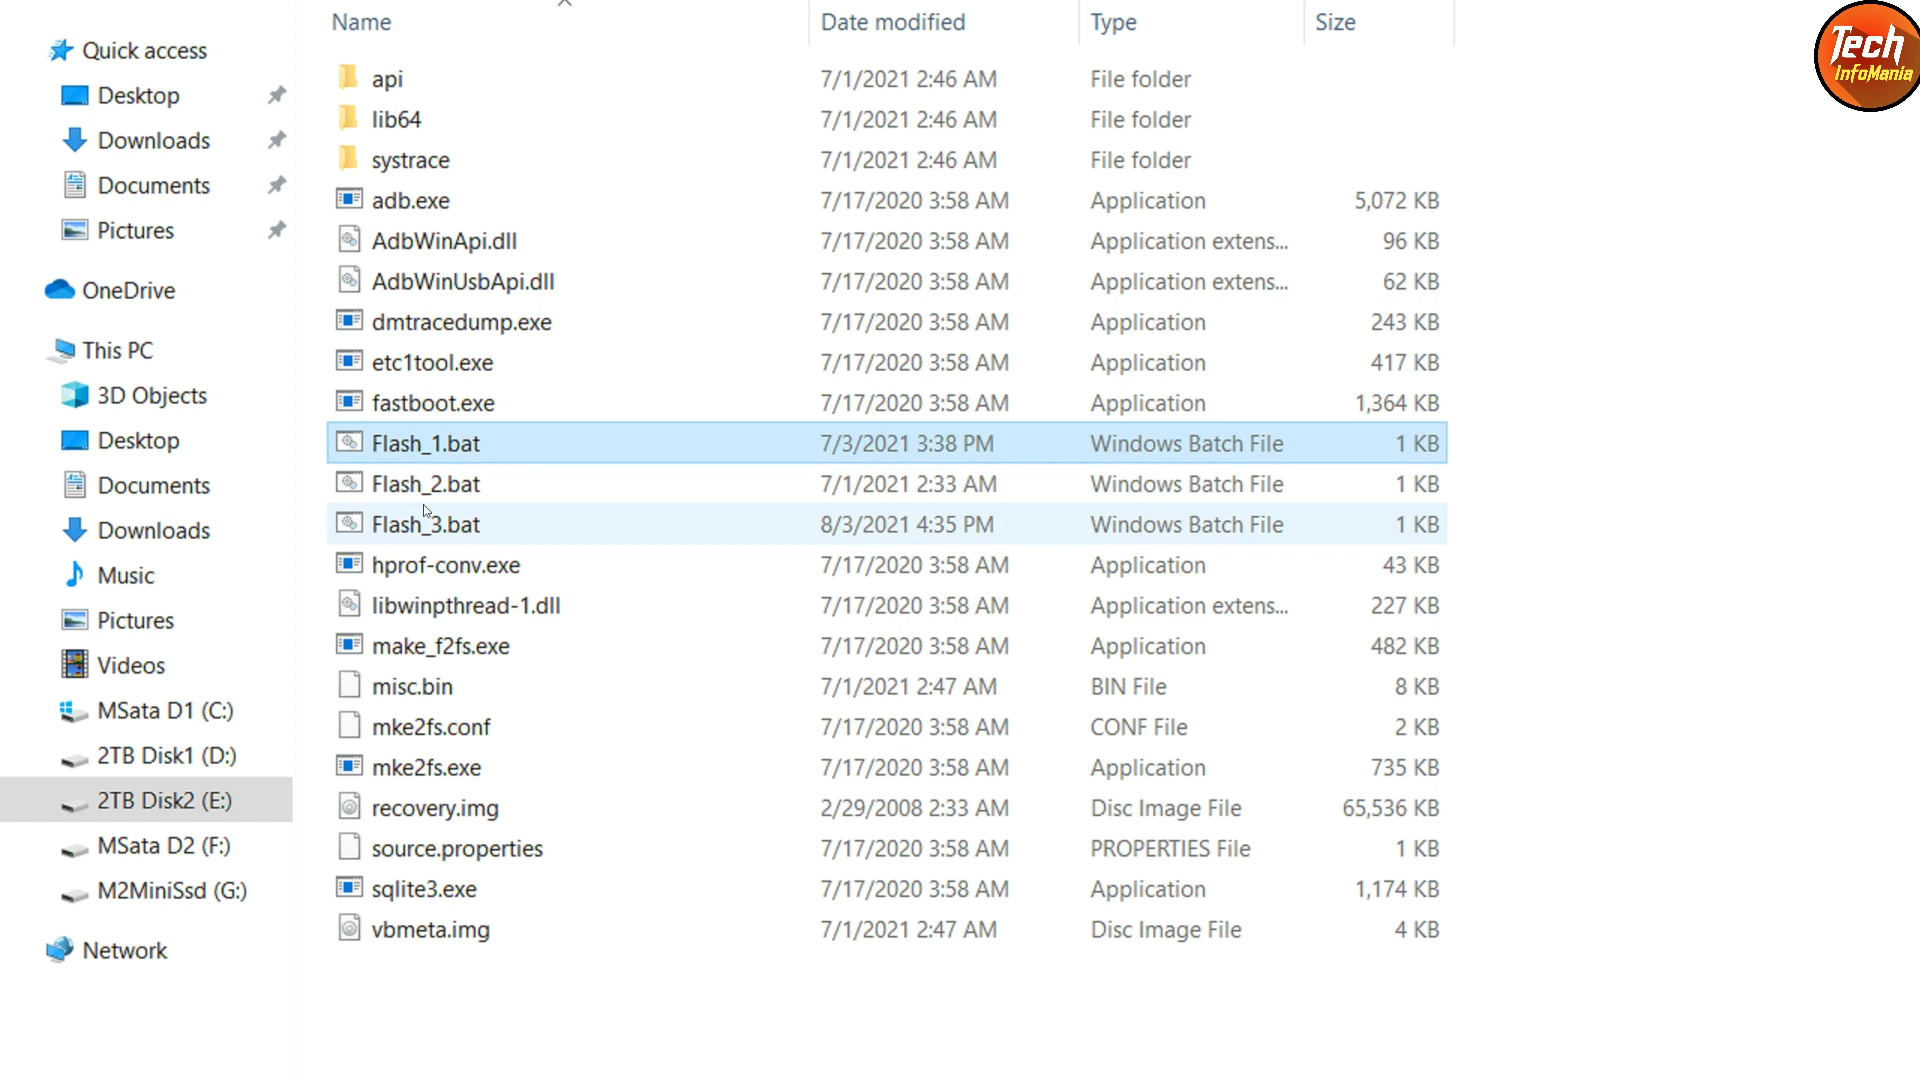 Name Date modified Type Size
Tech
InfoMania
Quick access
Desktop
Downloads
Documents
Pictures
OneDrive
This PC
3D Objects
Desktop
Documents
Downloads
Music
Pictures
Videos
MSata D1 (C:)
2TB Disk1 (D:)
2TB Disk2 (E:)
MSata D2 (F:)
M2MiniSsd (G:)
Network
api 7/1/2021 2:46 AM File folder
lib64 7/1/2021 2:46 AM File folder
systrace 7/1/2021 2:46 AM File folder
adb.exe 7/17/2020 3:58 AM Application 5,072 KB
AdbWinApi.dll 7/17/2020 3:58 AM Application extens... 96 KB
AdbWinUsbApi.dll 7/17/2020 3:58 AM Application extens... 62 KB
dmtracedump.exe 7/17/2020 3:58 AM Application 243 KB
etc1tool.exe 7/17/2020 3:58 AM Application 417 KB
fastboot.exe 7/17/2020 3:58 AM Application 1,364 KB
Flash_1.bat 7/3/2021 3:38 PM Windows Batch File 1 KB
Flash_2.bat 7/1/2021 2:33 AM Windows Batch File 1 KB
Flash_3.bat 8/3/2021 4:35 PM Windows Batch File 1 KB
hprof-conv.exe 7/17/2020 3:58 AM Application 43 KB
libwinpthread-1.dll 7/17/2020 3:58 AM Application extens... 227 KB
make_f2fs.exe 7/17/2020 3:58 AM Application 482 KB
misc.bin 7/1/2021 2:47 AM BIN File 8 KB
mke2fs.conf 7/17/2020 3:58 AM CONF File 2 KB
mke2fs.exe 7/17/2020 3:58 AM Application 735 KB
recovery.img 2/29/2008 2:33 AM Disc Image File 65,536 KB
source.properties 7/17/2020 3:58 AM PROPERTIES File 1 KB
sqlite3.exe 7/17/2020 3:58 AM Application 1,174 KB
vbmeta.img 7/1/2021 2:47 AM Disc Image File 4 KB